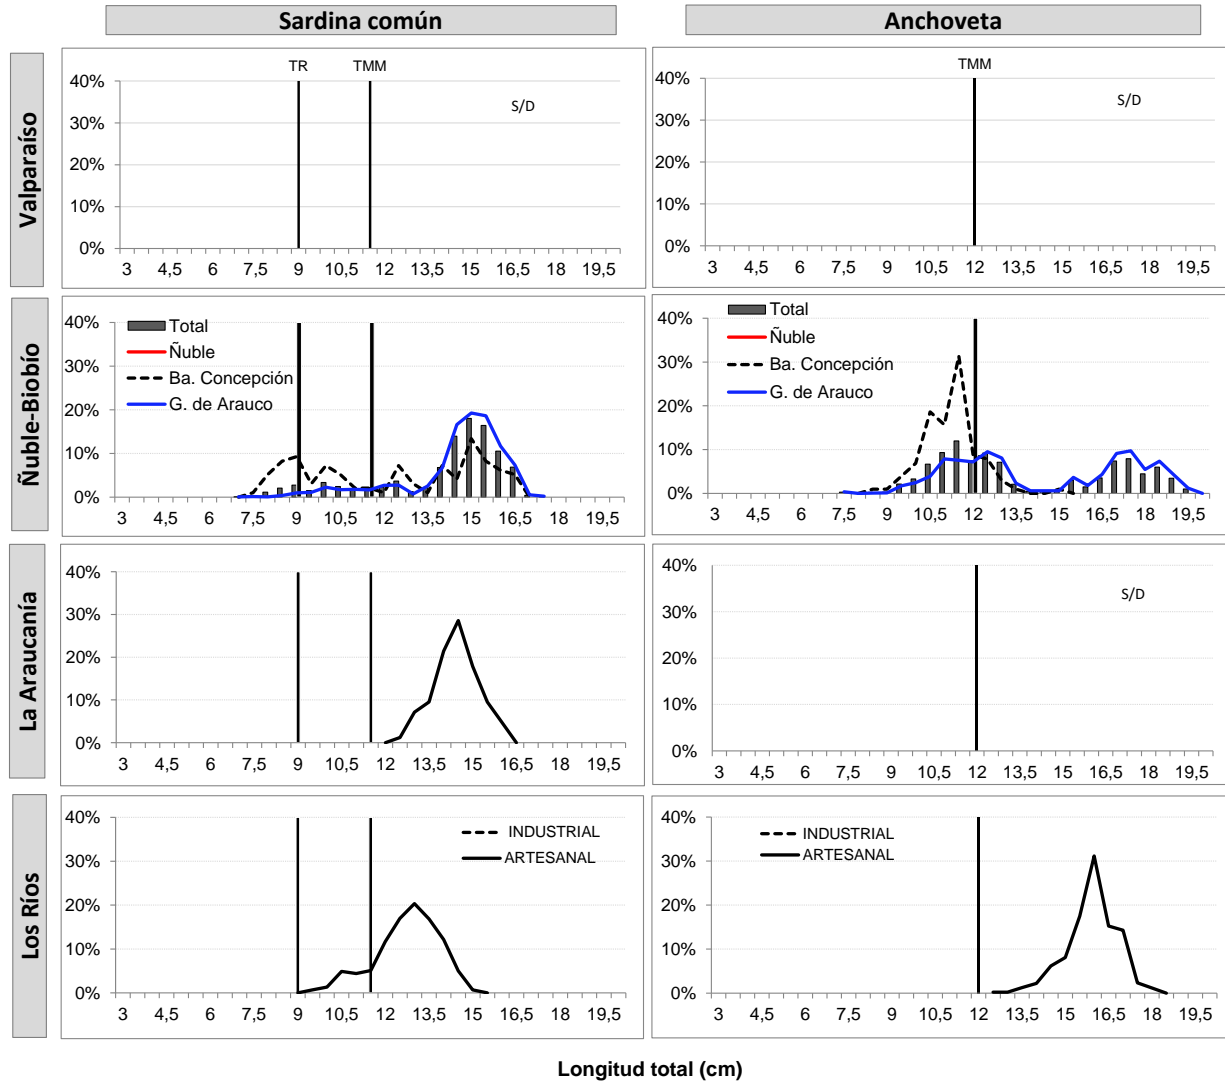 Sardina común
Anchoveta
Valparaíso
TR TMM
S/D
40%
30%
20%
10%
0%
3 4,5 6 7,5 9 10,5 12 13,5 15 16,5 18 19,5
TMM
S/D
40%
30%
20%
10%
0%
3 4,5 6 7,5 9 10,5 12 13,5 15 16,5 18 19,5
Ñuble-Biobío
Total
Ñuble
Ba. Concepción
G. de Arauco
40%
30%
20%
10%
0%
3 4,5 6 7,5 9 10,5 12 13,5 15 16,5 18 19,5
Total
Ñuble
Ba. Concepción
G. de Arauco
40%
30%
20%
10%
0%
3 4,5 6 7,5 9 10,5 12 13,5 15 16,5 18 19,5
La Araucanía
40%
30%
20%
10%
0%
3 4,5 6 7,5 9 10,5 12 13,5 15 16,5 18 19,5
S/D
40%
30%
20%
10%
0%
3 4,5 6 7,5 9 10,5 12 13,5 15 16,5 18 19,5
Los Ríos
INDUSTRIAL
ARTESANAL
40%
30%
20%
10%
0%
3 4,5 6 7,5 9 10,5 12 13,5 15 16,5 18 19,5
INDUSTRIAL
ARTESANAL
40%
30%
20%
10%
0%
3 4,5 6 7,5 9 10,5 12 13,5 15 16,5 18 19,5
Longitud total (cm)